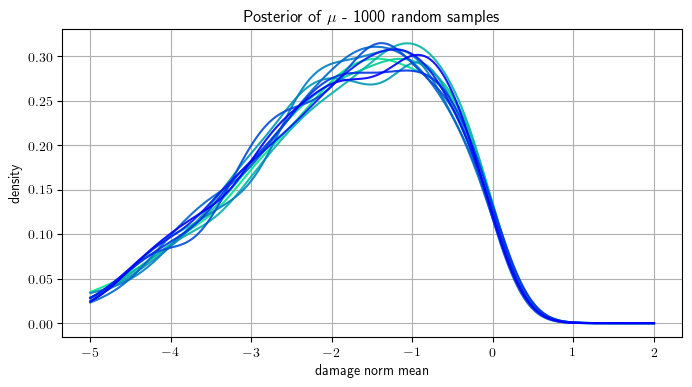 Posterior of μ - 1000 random samples
density
0.30
0.25
0.20
0.15
0.10
0.05
0.00
−5 −4 −3 −2 −1 0 1 2
damage norm mean